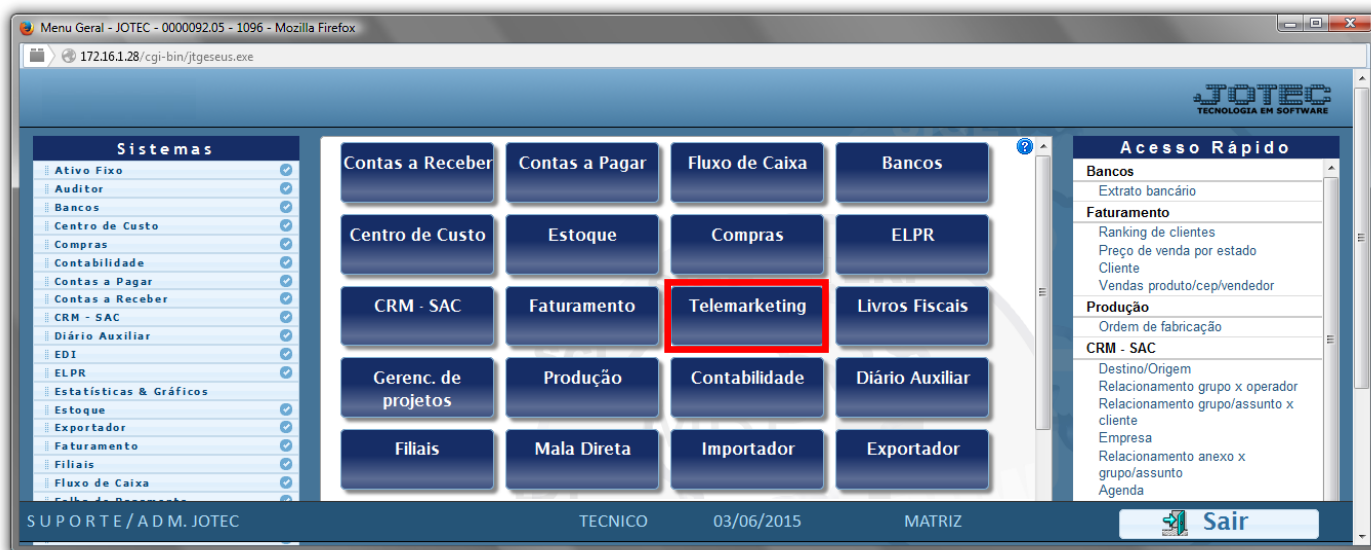 Menu Geral - JOTEC - 0000092.05 - 1096 - Mozilla Firefox
172.16.1.28/cgi-bin/jtgeseus.exe
JOTEC
TECNOLOGIA EM SOFTWARE
Sistemas
Ativo Fixo
Auditor
Bancos
Centro de Custo
Compras
Contabilidade
Contas a Pagar
Contas a Receber
CRM - SAC
Diário Auxiliar
EDI
ELPR
Estatísticas & Gráficos
Estoque
Exportador
Faturamento
Filiais
Fluxo de Caixa
Contas a Receber
Contas a Pagar
Fluxo de Caixa
Bancos
Centro de Custo
Estoque
Compras
ELPR
CRM - SAC
Faturamento
Telemarketing
Livros Fiscais
Gerenc. de
projetos
Produção
Contabilidade
Diário Auxiliar
Filiais
Mala Direta
Importador
Exportador
Acesso Rápido
Bancos
Extrato bancário
Faturamento
Ranking de clientes
Preço de venda por estado
Cliente
Vendas produto/cep/vendedor
Produção
Ordem de fabricação
CRM - SAC
Destino/Origem
Relacionamento grupo x operador
Relacionamento grupo/assunto x
cliente
Empresa
Relacionamento anexo x
grupo/assunto
Agenda
SUPORTE/ADM. JOTEC
TECNICO
03/06/2015
MATRIZ
Sair